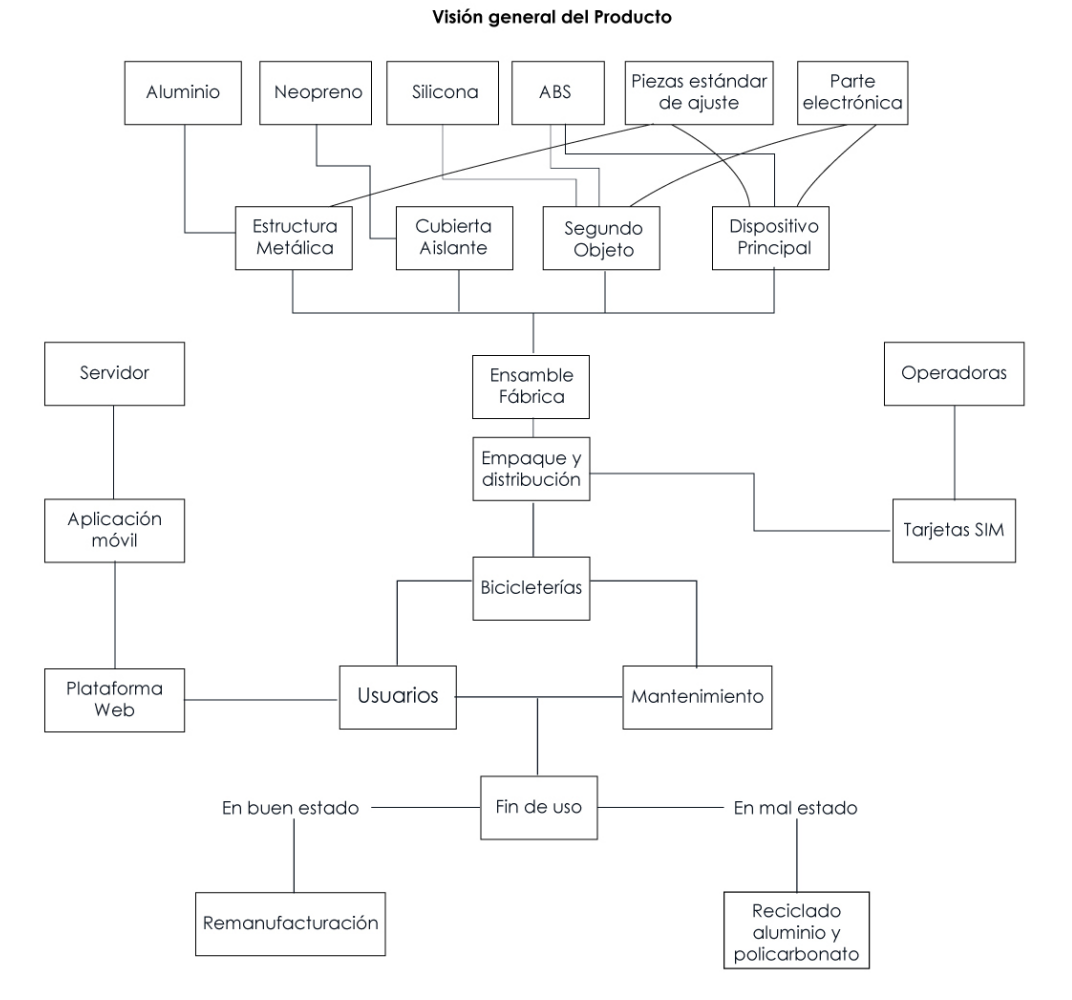 Visión general del Producto
Aluminio
Neopreno
Silicona
ABS
Piezas estándar
de ajuste
Parte
electrónica
Estructura
Metálica
Cubierta
Aislante
Segundo
Objeto
Dispositivo
Principal
Servidor
Ensamble
Fábrica
Operadoras
Empaque y
distribución
Aplicación
móvil
Tarjetas SIM
Bicicleterías
Plataforma
Web
Usuarios
Mantenimiento
En buen estado
Fin de uso
En mal estado
Remanufacturación
Reciclado
aluminio y
policarbonato